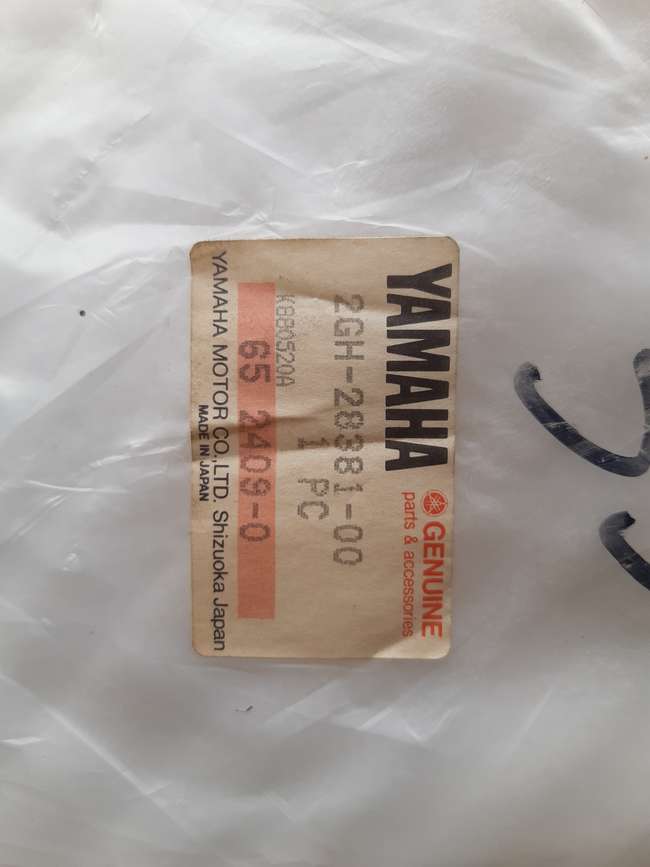 YAMAHA
GENUINE
parts & accessories
2GH-28381-00
1 PC
K880520A
65 2409-0
YAMAHA MOTOR CO.,LTD. Shizuoka Japan
MADE IN JAPAN